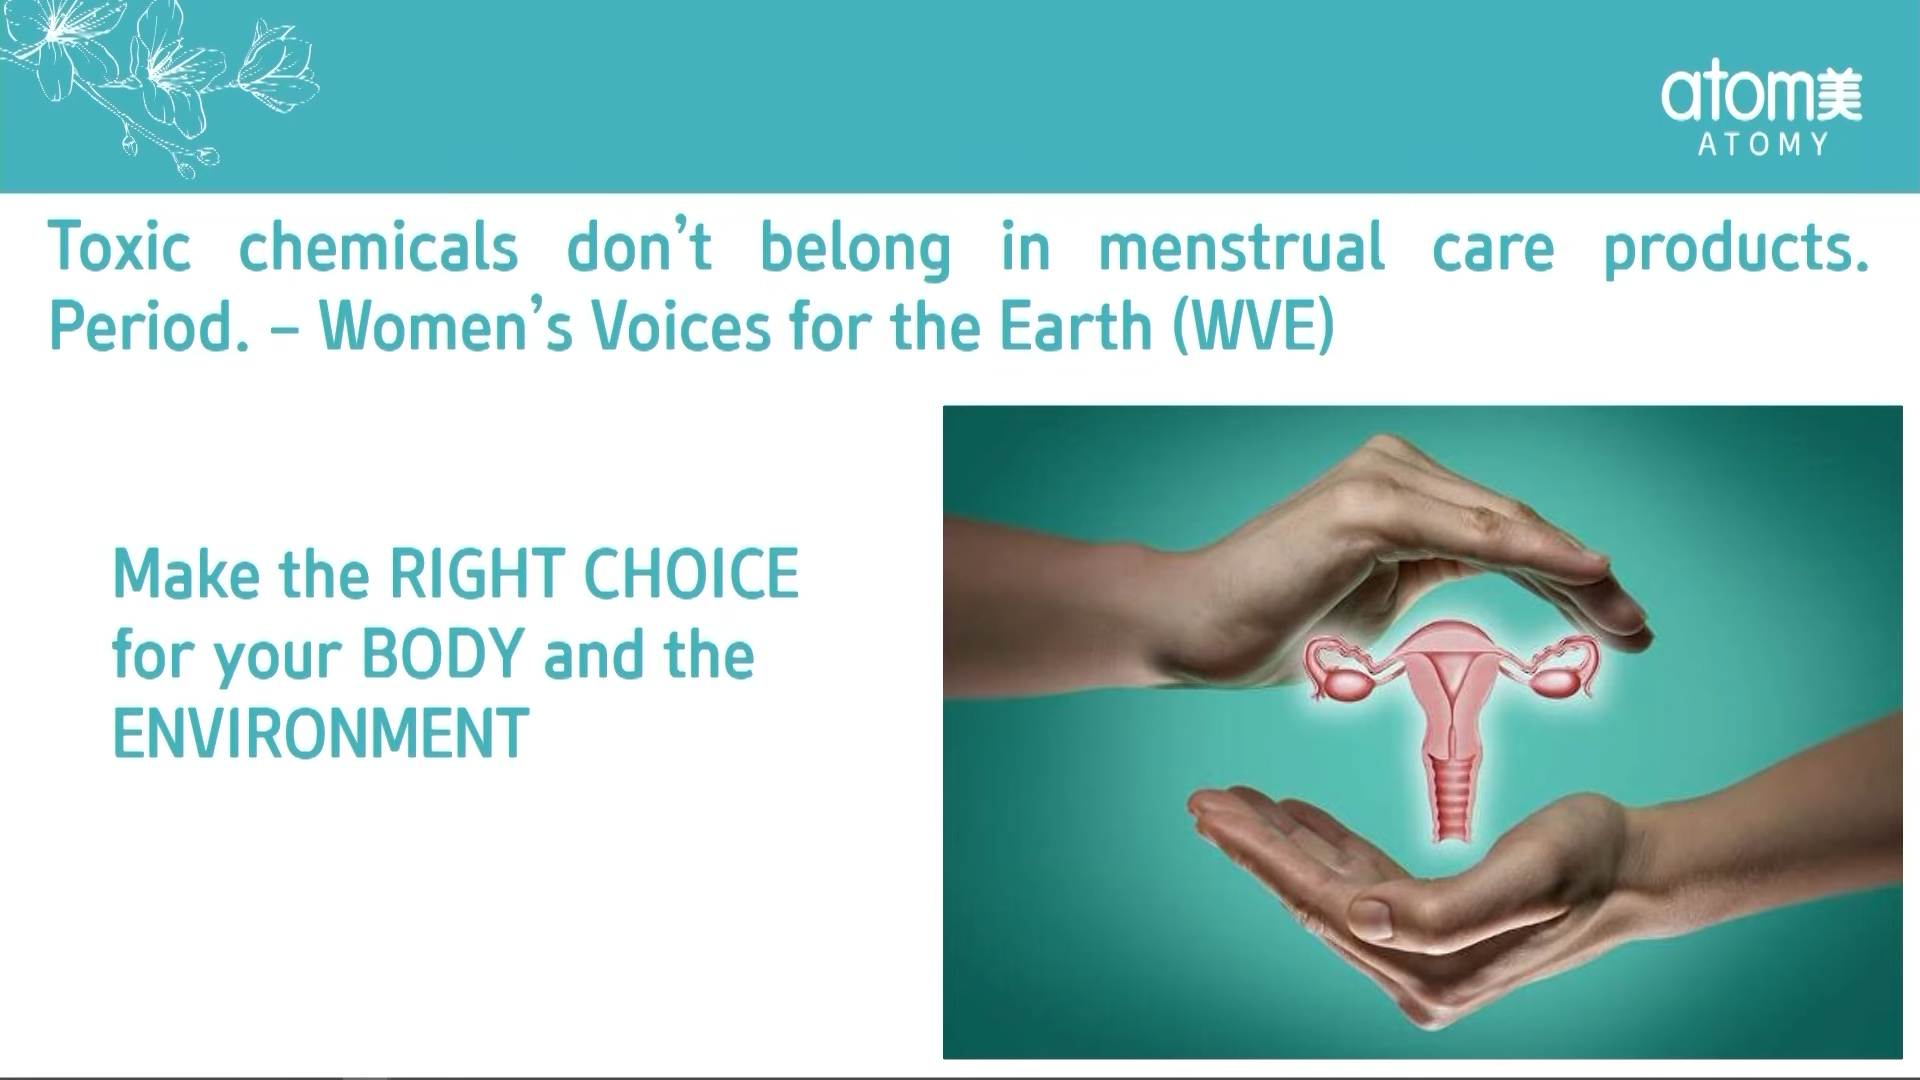 atom美
ATOMY
Toxic chemicals don’t belong in menstrual care products.
Period. – Women’s Voices for the Earth (WVE)
Make the RIGHT CHOICE
for your BODY and the
ENVIRONMENT